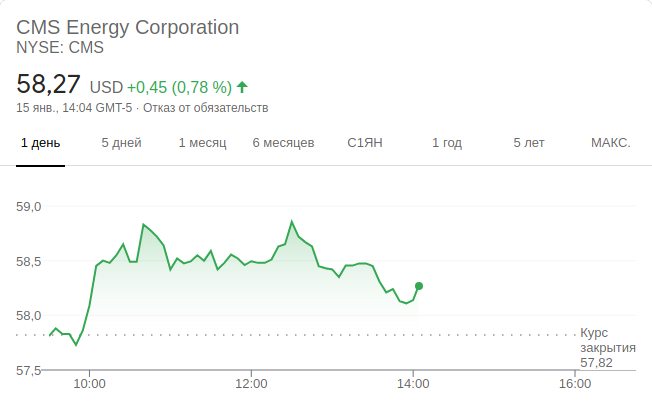 CMS Energy Corporation
NYSE: CMS
58,27 USD +0,45 (0,78 %)
15 янв., 14:04 GMT-5 · Отказ от обязательств
1 день 5 дней 1 месяц 6 месяцев С1ЯН 1 год 5 лет МАКС.
59,0
58,5
58,0
Курс
закрытия
57,82
57,5
10:00 12:00 14:00 16:00